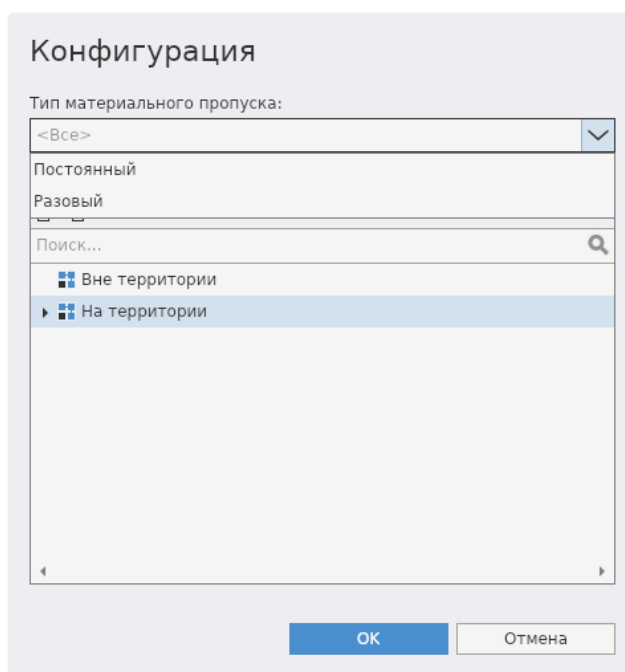 Конфигурация
Тип материального пропуска:
<Все>
Постоянный
Разовый
Поиск...
Вне территории
На территории
OK
Отмена